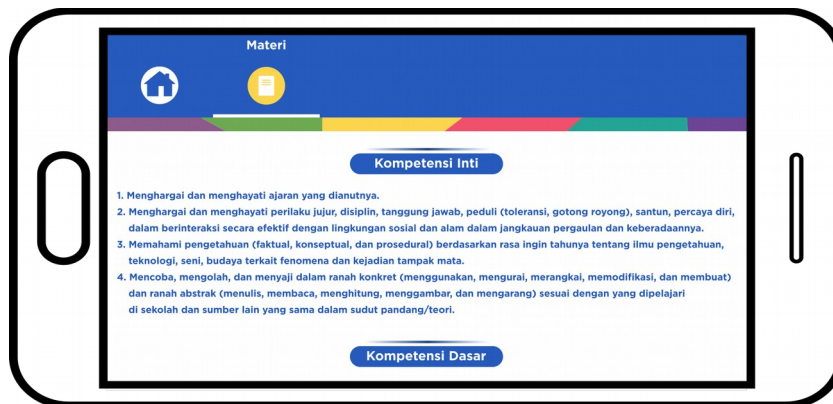 Materi
Kompetensi Inti
1. Menghargai dan menghayati ajaran yang dianutnya.
2. Menghargai dan menghayati perilaku jujur, disiplin, tanggung jawab, peduli (toleransi, gotong royong), santun, percaya diri,
dalam berinteraksi secara efektif dengan lingkungan sosial dan alam dalam jangkauan pergaulan dan keberadaannya.
3. Memahami pengetahuan (faktual, konseptual, dan prosedural) berdasarkan rasa ingin tahunya tentang ilmu pengetahuan,
teknologi, seni, budaya terkait fenomena dan kejadian tampak mata.
4. Mencoba, mengolah, dan menyaji dalam ranah konkret (menggunakan, mengurai, merangkai, memodifikasi, dan membuat)
dan ranah abstrak (menulis, membaca, menghitung, menggambar, dan mengarang) sesuai dengan yang dipelajari
di sekolah dan sumber lain yang sama dalam sudut pandang/teori.
Kompetensi Dasar